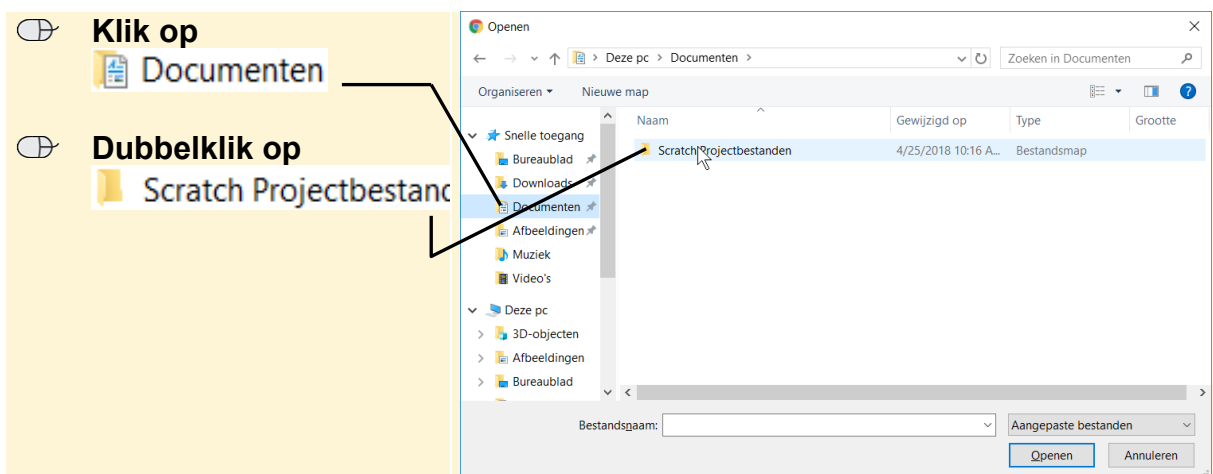 Klik op
Documenten
Dubbelklik op
Scratch Projectbestand
Openen
Deze pc > Documenten >
Zoeken in Documenten
Organiseren
Nieuwe map
Naam
Gewijzigd op
Type
Grootte
Snelle toegang
Scratch Projectbestanden
4/25/2018 10:16 A...
Bestandsmap
Bureaublad
Downloads
Documenten
Afbeeldingen
Muziek
Video's
Deze pc
3D-objecten
Afbeeldingen
Bureaublad
Bestandsnaam:
Aangepaste bestanden
Openen
Annuleren